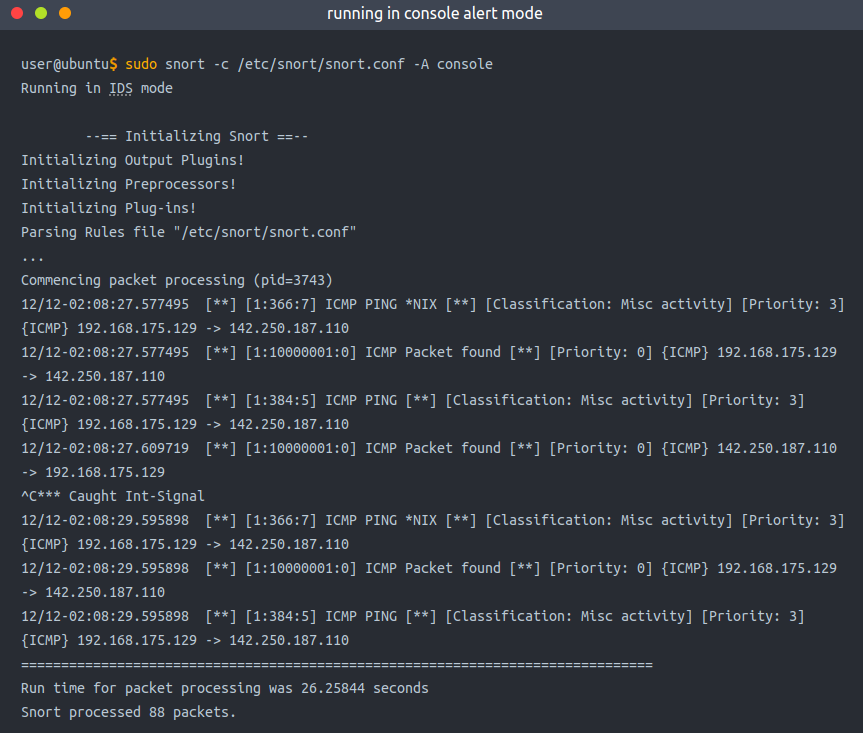 running in console alert mode
user@ubuntu$ sudo snort -c /etc/snort/snort.conf -A console
Running in IDS mode
--== Initializing Snort ==--
Initializing Output Plugins!
Initializing Preprocessors!
Initializing Plug-ins!
Parsing Rules file "/etc/snort/snort.conf"
...
Commencing packet processing (pid=3743)
12/12-02:08:27.577495  [**] [1:366:7] ICMP PING *NIX [**] [Classification: Misc activity] [Priority: 3]
{ICMP} 192.168.175.129 -> 142.250.187.110
12/12-02:08:27.577495  [**] [1:10000001:0] ICMP Packet found [**] [Priority: 0] {ICMP} 192.168.175.129
-> 142.250.187.110
12/12-02:08:27.577495  [**] [1:384:5] ICMP PING [**] [Classification: Misc activity] [Priority: 3]
{ICMP} 192.168.175.129 -> 142.250.187.110
12/12-02:08:27.609719  [**] [1:10000001:0] ICMP Packet found [**] [Priority: 0] {ICMP} 142.250.187.110
-> 192.168.175.129
^C*** Caught Int-Signal
12/12-02:08:29.595898  [**] [1:366:7] ICMP PING *NIX [**] [Classification: Misc activity] [Priority: 3]
{ICMP} 192.168.175.129 -> 142.250.187.110
12/12-02:08:29.595898  [**] [1:10000001:0] ICMP Packet found [**] [Priority: 0] {ICMP} 192.168.175.129
-> 142.250.187.110
12/12-02:08:29.595898  [**] [1:384:5] ICMP PING [**] [Classification: Misc activity] [Priority: 3]
{ICMP} 192.168.175.129 -> 142.250.187.110
===============================================================================
Run time for packet processing was 26.25844 seconds
Snort processed 88 packets.